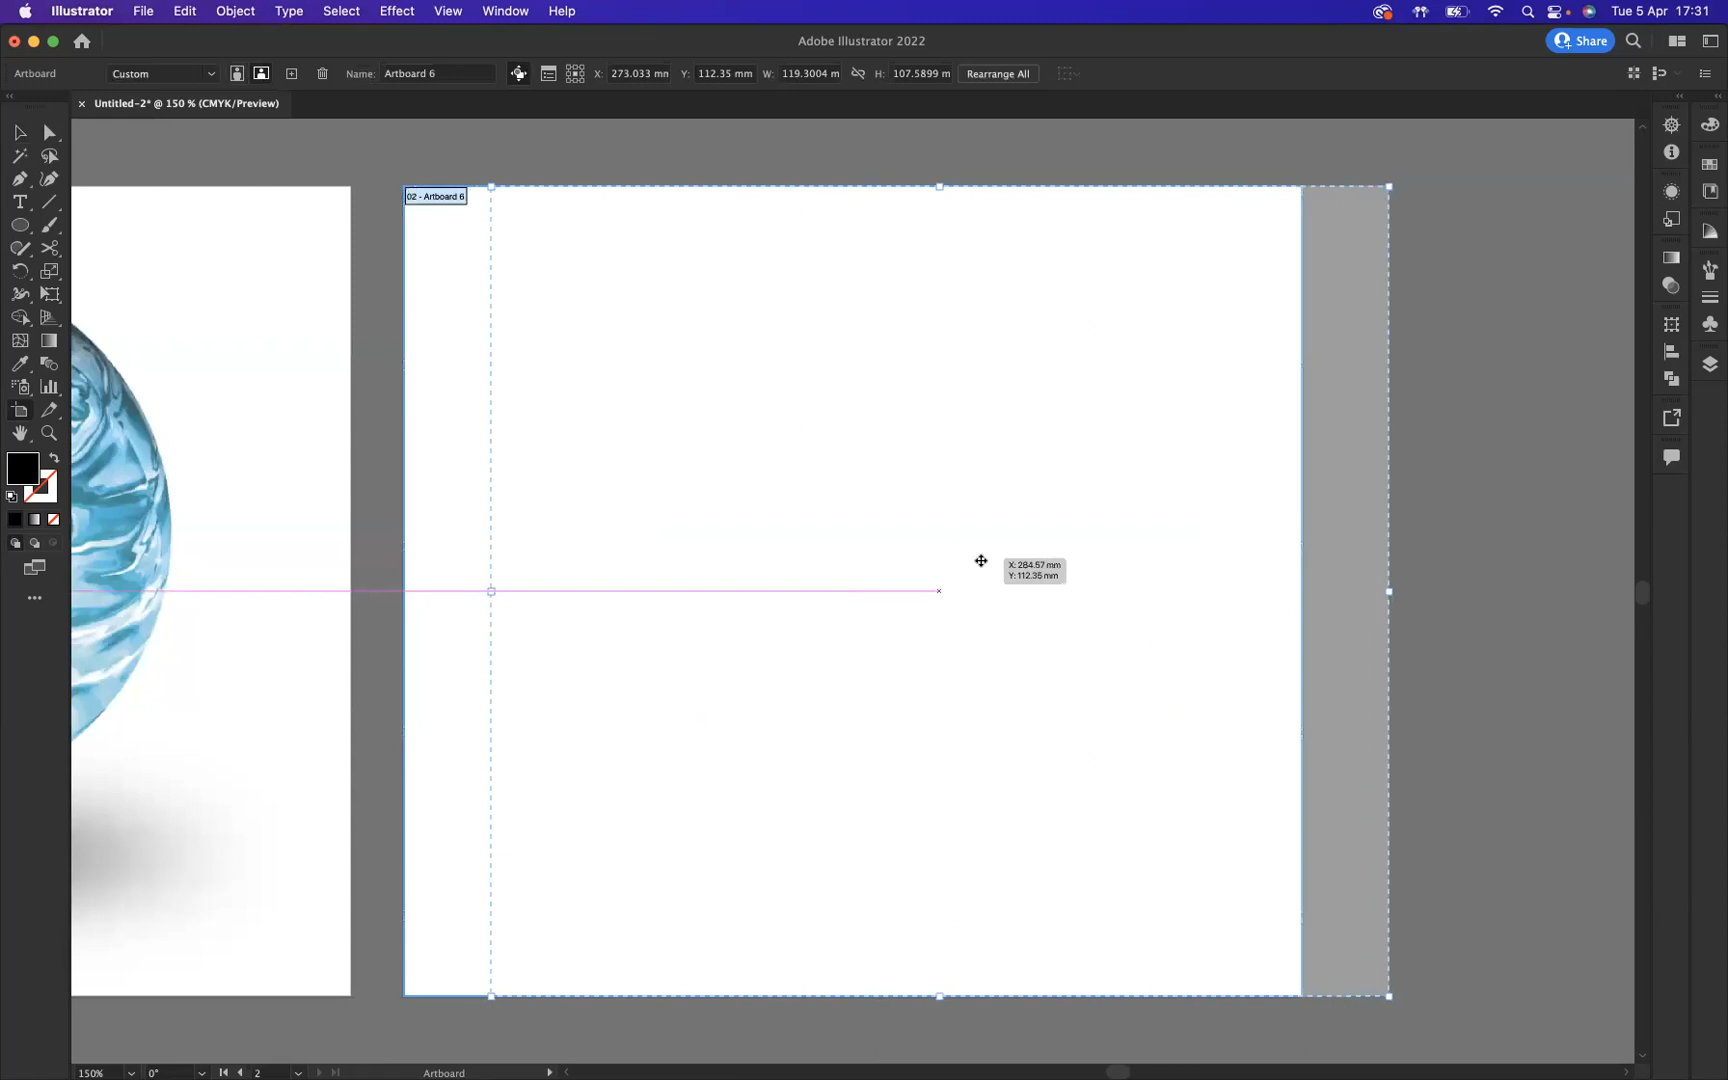 Illustrator File Edit Object Type Select Effect View Window Help Tue 5 Apr 17:31
Adobe Illustrator 2022 Share
Artboard Custom Name: Artboard 6 X: 273.033 mm Y: 112.35 mm W: 119.3004 m H: 107.5899 m Rearrange All
× Untitled-2* @ 150 % (CMYK/Preview)
02 - Artboard 6
X: 284.57 mm
Y: 112.35 mm
150% 0° 2 Artboard